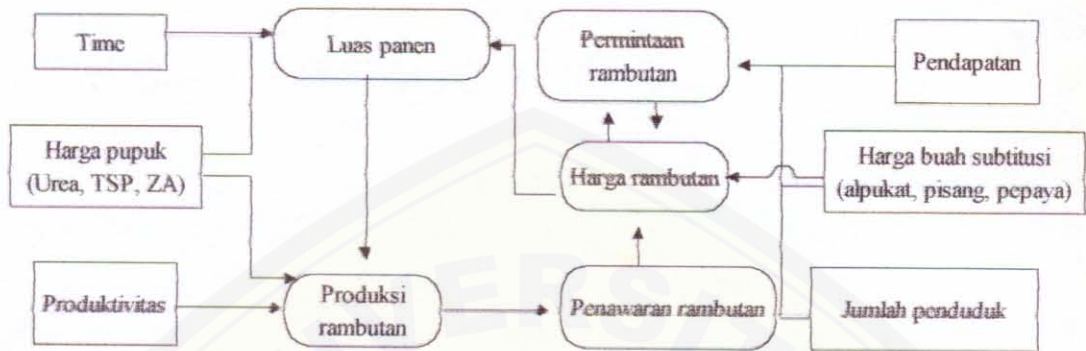 Time
Luas panen
Permintaan
rambutan
Pendapatan
Harga pupuk
(Urea, TSP, ZA)
Harga rambutan
Harga buah subtitusi
(alpukat, pisang, pepaya)
Produktivitas
Produksi
rambutan
Penawaran rambutan
Jumlah penduduk